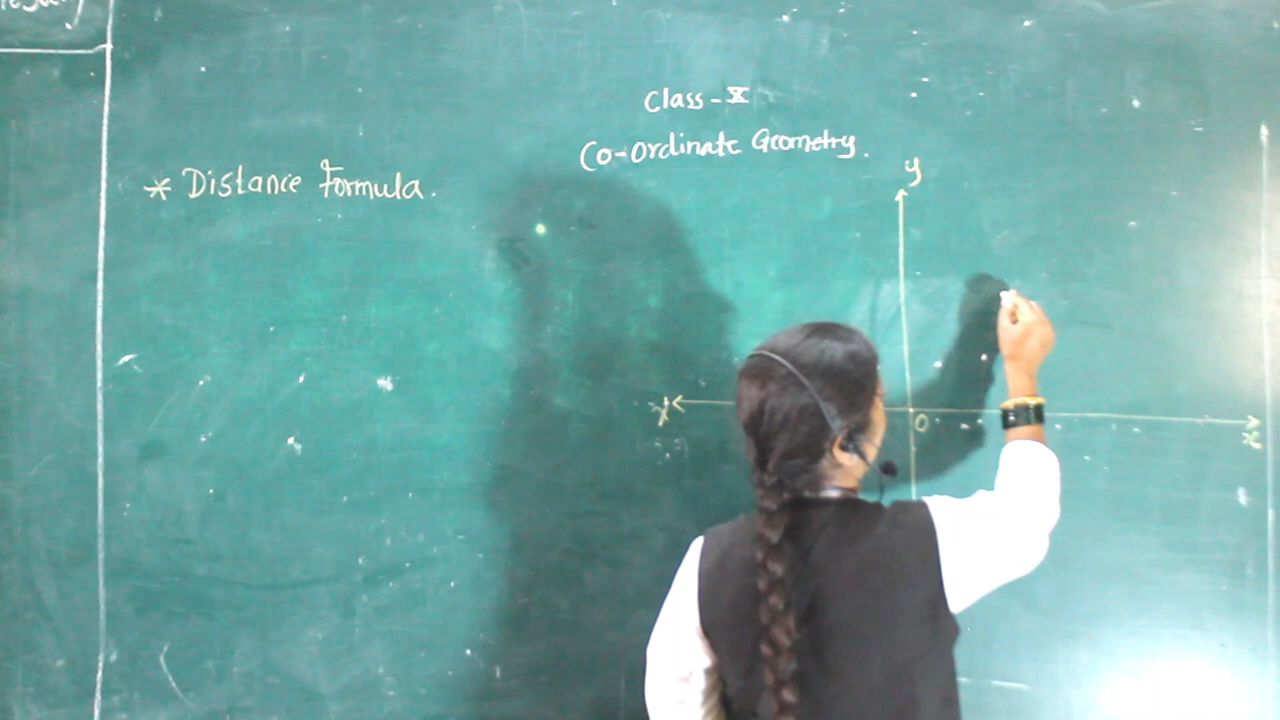 Class - X
Co-ordinate Geometry.
* Distance Formula.
y
x'
O
x